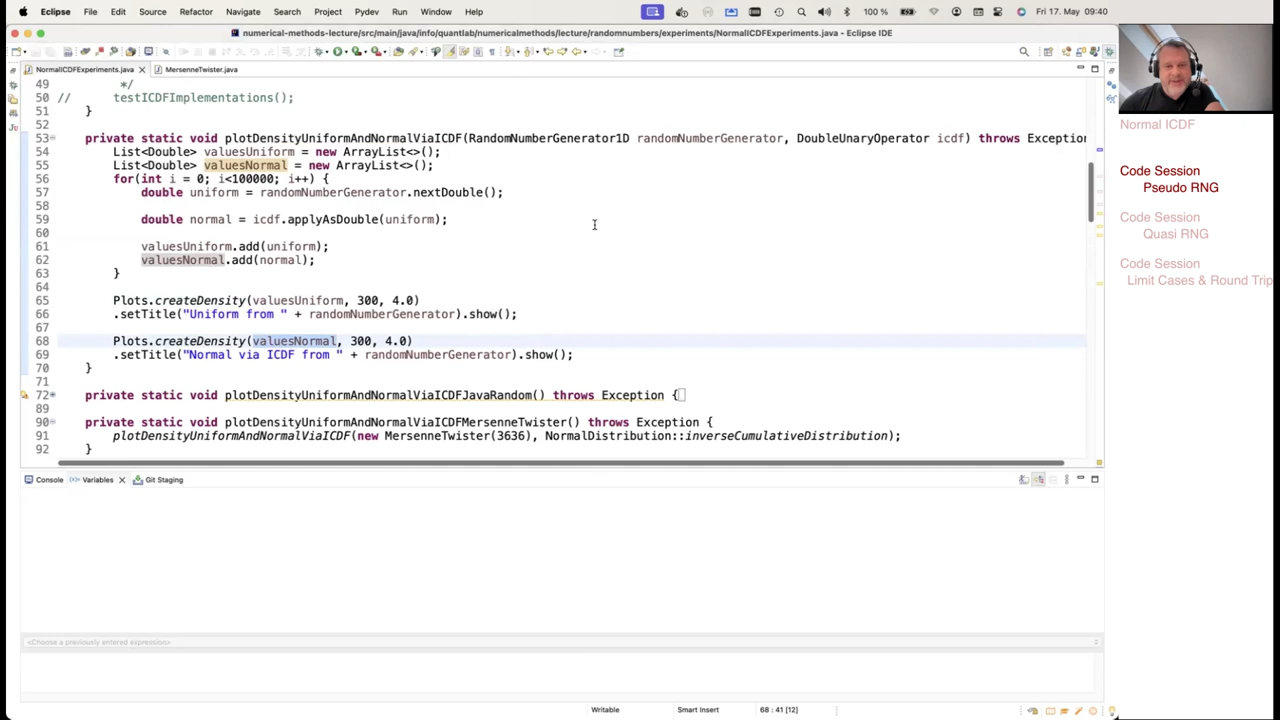 Eclipse File Edit Source Refactor Navigate Search Project Pydev Run Window Help 100 % Fri 17. May 09:40
numerical-methods-lecture/src/main/java/info/quantlab/numericalmethods/lecture/randomnumbers/experiments/NormalICDFExperiments.java - Eclipse IDE
NormalICDFExperiments.java MersenneTwister.java
49 */
50 // testICDFImplementations();
51 }
52
53 private static void plotDensityUniformAndNormalViaICDF(RandomNumberGenerator1D randomNumberGenerator, DoubleUnaryOperator icdf) throws Exception
54 List<Double> valuesUniform = new ArrayList<>();
55 List<Double> valuesNormal = new ArrayList<>();
56 for(int i = 0; i<100000; i++) {
57 double uniform = randomNumberGenerator.nextDouble();
58
59 double normal = icdf.applyAsDouble(uniform);
60
61 valuesUniform.add(uniform);
62 valuesNormal.add(normal);
63 }
64
65 Plots.createDensity(valuesUniform, 300, 4.0)
66 .setTitle("Uniform from " + randomNumberGenerator).show();
67
68 Plots.createDensity(valuesNormal, 300, 4.0)
69 .setTitle("Normal via ICDF from " + randomNumberGenerator).show();
70 }
71
72 private static void plotDensityUniformAndNormalViaICDFJavaRandom() throws Exception {
89
90 private static void plotDensityUniformAndNormalViaICDFMersenneTwister() throws Exception {
91 plotDensityUniformAndNormalViaICDF(new MersenneTwister(3636), NormalDistribution::inverseCumulativeDistribution);
92 }
Console (x)= Variables Git Staging
<Choose a previously entered expression>
Writable Smart Insert 68 : 41 [12]
Normal ICDF
Code Session
Pseudo RNG
Code Session
Quasi RNG
Code Session
Limit Cases & Round Trip